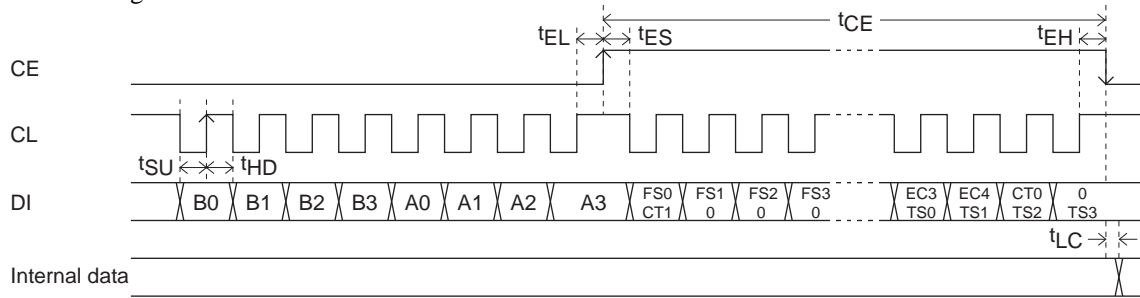 tCE
tEL tES tEH
CE
CL
tSU tHD
DI B0 B1 B2 B3 A0 A1 A2 A3 FS0 FS1 FS2 FS3 EC3 EC4 CT0 0
CT1 0 0 0 TS0 TS1 TS2 TS3
tLC
Internal data